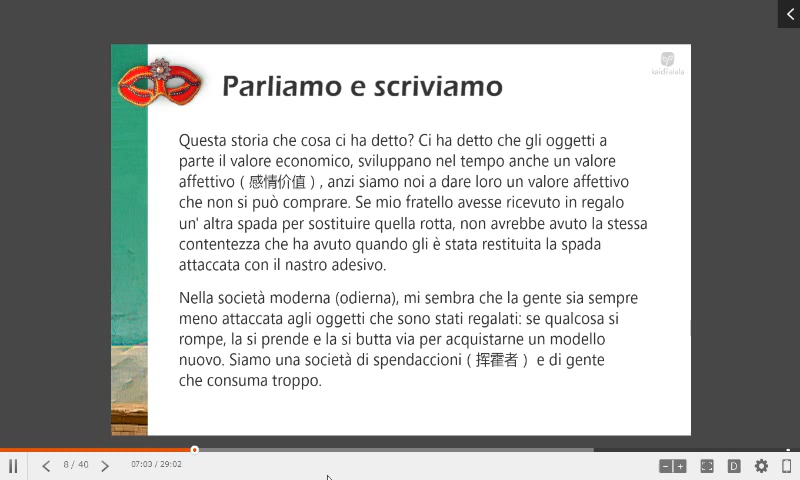 Parliamo e scriviamo
Questa storia che cosa ci ha detto? Ci ha detto che gli oggetti a
parte il valore economico, sviluppano nel tempo anche un valore
affettivo ( 感情价值 ) , anzi siamo noi a dare loro un valore affettivo
che non si può comprare. Se mio fratello avesse ricevuto in regalo
un' altra spada per sostituire quella rotta, non avrebbe avuto la stessa
contentezza che ha avuto quando gli è stata restituita la spada
attaccata con il nastro adesivo.
Nella società moderna (odierna), mi sembra che la gente sia sempre
meno attaccata agli oggetti che sono stati regalati: se qualcosa si
rompe, la si prende e la si butta via per acquistarne un modello
nuovo. Siamo una società di spendaccioni ( 挥霍者 ) e di gente
che consuma troppo.
8 / 40
07:03 / 29:02
D